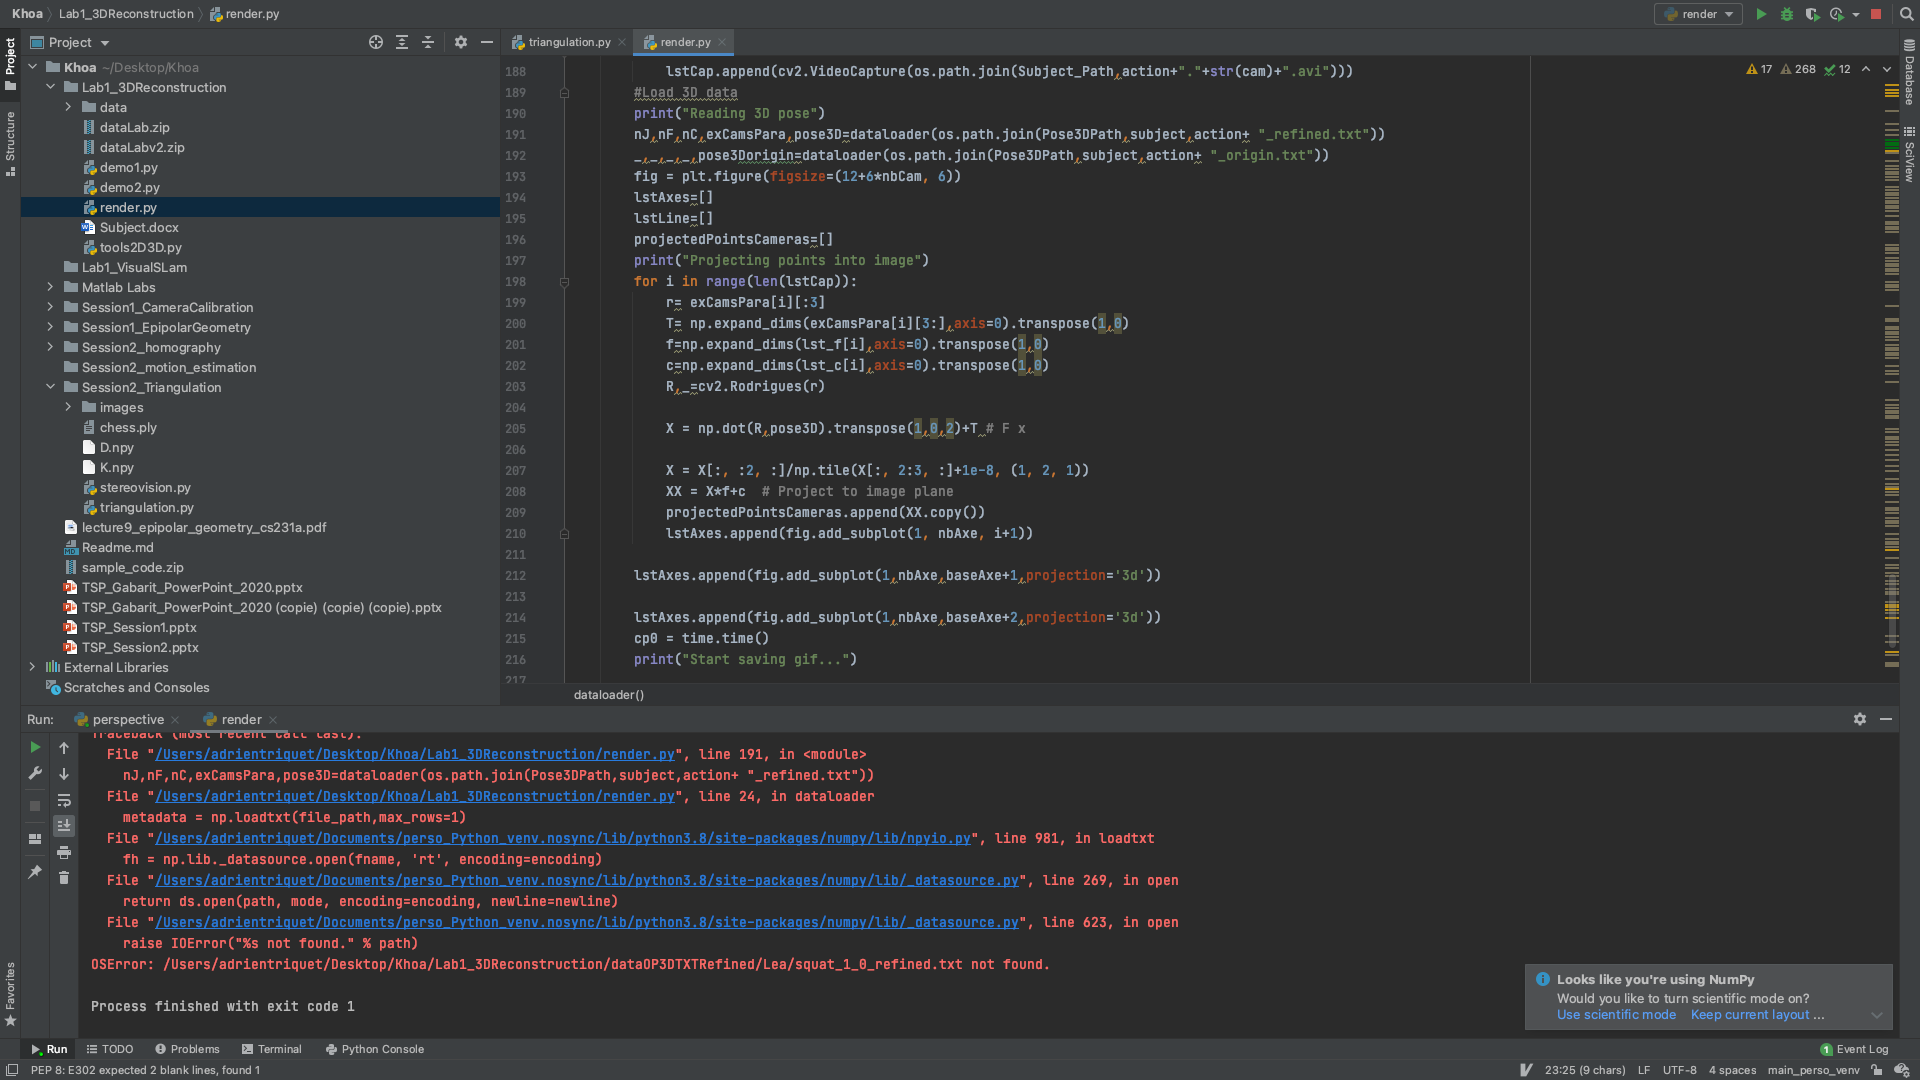 Khoa
Lab1_3DReconstruction
render.py
render
Project
triangulation.py
render.py
Khoa ~/Desktop/Khoa
Lab1_3DReconstruction
data
dataLab.zip
dataLabv2.zip
demo1.py
demo2.py
render.py
Subject.docx
tools2D3D.py
Lab1_VisualSLam
Matlab Labs
Session1_CameraCalibration
Session1_EpipolarGeometry
Session2_homography
Session2_motion_estimation
Session2_Triangulation
images
chess.ply
D.npy
K.npy
stereovision.py
triangulation.py
lecture9_epipolar_geometry_cs231a.pdf
Readme.md
sample_code.zip
TSP_Gabarit_PowerPoint_2020.pptx
TSP_Gabarit_PowerPoint_2020 (copie) (copie) (copie).pptx
TSP_Session1.pptx
TSP_Session2.pptx
External Libraries
Scratches and Consoles
Project
Structure
Favorites
Database
SciView
17 268 12
188 lstCap.append(cv2.VideoCapture(os.path.join(Subject_Path,action+"."+str(cam)+".avi")))
189 #Load 3D data
190 print("Reading 3D pose")
191 nJ,nF,nC,exCamsPara,pose3D=dataloader(os.path.join(Pose3DPath,subject,action+ "_refined.txt"))
192 _,_,_,_,pose3Dorigin=dataloader(os.path.join(Pose3DPath,subject,action+ "_origin.txt"))
193 fig = plt.figure(figsize=(12+6*nbCam, 6))
194 lstAxes=[]
195 lstLine=[]
196 projectedPointsCameras=[]
197 print("Projecting points into image")
198 for i in range(len(lstCap)):
199 r= exCamsPara[i][:3]
200 T= np.expand_dims(exCamsPara[i][3:],axis=0).transpose(1,0)
201 f=np.expand_dims(lst_f[i],axis=0).transpose(1,0)
202 c=np.expand_dims(lst_c[i],axis=0).transpose(1,0)
203 R,_=cv2.Rodrigues(r)
204
205 X = np.dot(R,pose3D).transpose(1,0,2)+T # F x
206
207 X = X[:, :2, :]/np.tile(X[:, 2:3, :]+1e-8, (1, 2, 1))
208 XX = X*f+c  # Project to image plane
209 projectedPointsCameras.append(XX.copy())
210 lstAxes.append(fig.add_subplot(1, nbAxe, i+1))
211
212 lstAxes.append(fig.add_subplot(1,nbAxe,baseAxe+1,projection='3d'))
213
214 lstAxes.append(fig.add_subplot(1,nbAxe,baseAxe+2,projection='3d'))
215 cp0 = time.time()
216 print("Start saving gif...")
217
dataloader()
Run:
perspective
render
Traceback (most recent call last):
File "/Users/adrientriquet/Desktop/Khoa/Lab1_3DReconstruction/render.py", line 191, in <module>
nJ,nF,nC,exCamsPara,pose3D=dataloader(os.path.join(Pose3DPath,subject,action+ "_refined.txt"))
File "/Users/adrientriquet/Desktop/Khoa/Lab1_3DReconstruction/render.py", line 24, in dataloader
metadata = np.loadtxt(file_path,max_rows=1)
File "/Users/adrientriquet/Documents/perso_Python_venv.nosync/lib/python3.8/site-packages/numpy/lib/npyio.py", line 981, in loadtxt
fh = np.lib._datasource.open(fname, 'rt', encoding=encoding)
File "/Users/adrientriquet/Documents/perso_Python_venv.nosync/lib/python3.8/site-packages/numpy/lib/_datasource.py", line 269, in open
return ds.open(path, mode, encoding=encoding, newline=newline)
File "/Users/adrientriquet/Documents/perso_Python_venv.nosync/lib/python3.8/site-packages/numpy/lib/_datasource.py", line 623, in open
raise IOError("%s not found." % path)
OSError: /Users/adrientriquet/Desktop/Khoa/Lab1_3DReconstruction/dataOP3DTXTRefined/Lea/squat_1_0_refined.txt not found.
Process finished with exit code 1
Looks like you're using NumPy
Would you like to turn scientific mode on?
Use scientific mode Keep current layout ...
Run
TODO
Problems
Terminal
Python Console
1 Event Log
PEP 8: E302 expected 2 blank lines, found 1
23:25 (9 chars) LF UTF-8 4 spaces main_perso_venv